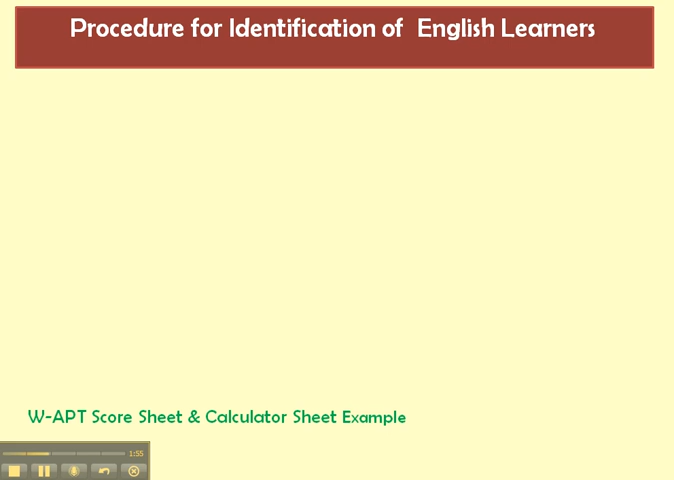 Procedure for Identification of English Learners
W-APT Score Sheet & Calculator Sheet Example
1:55